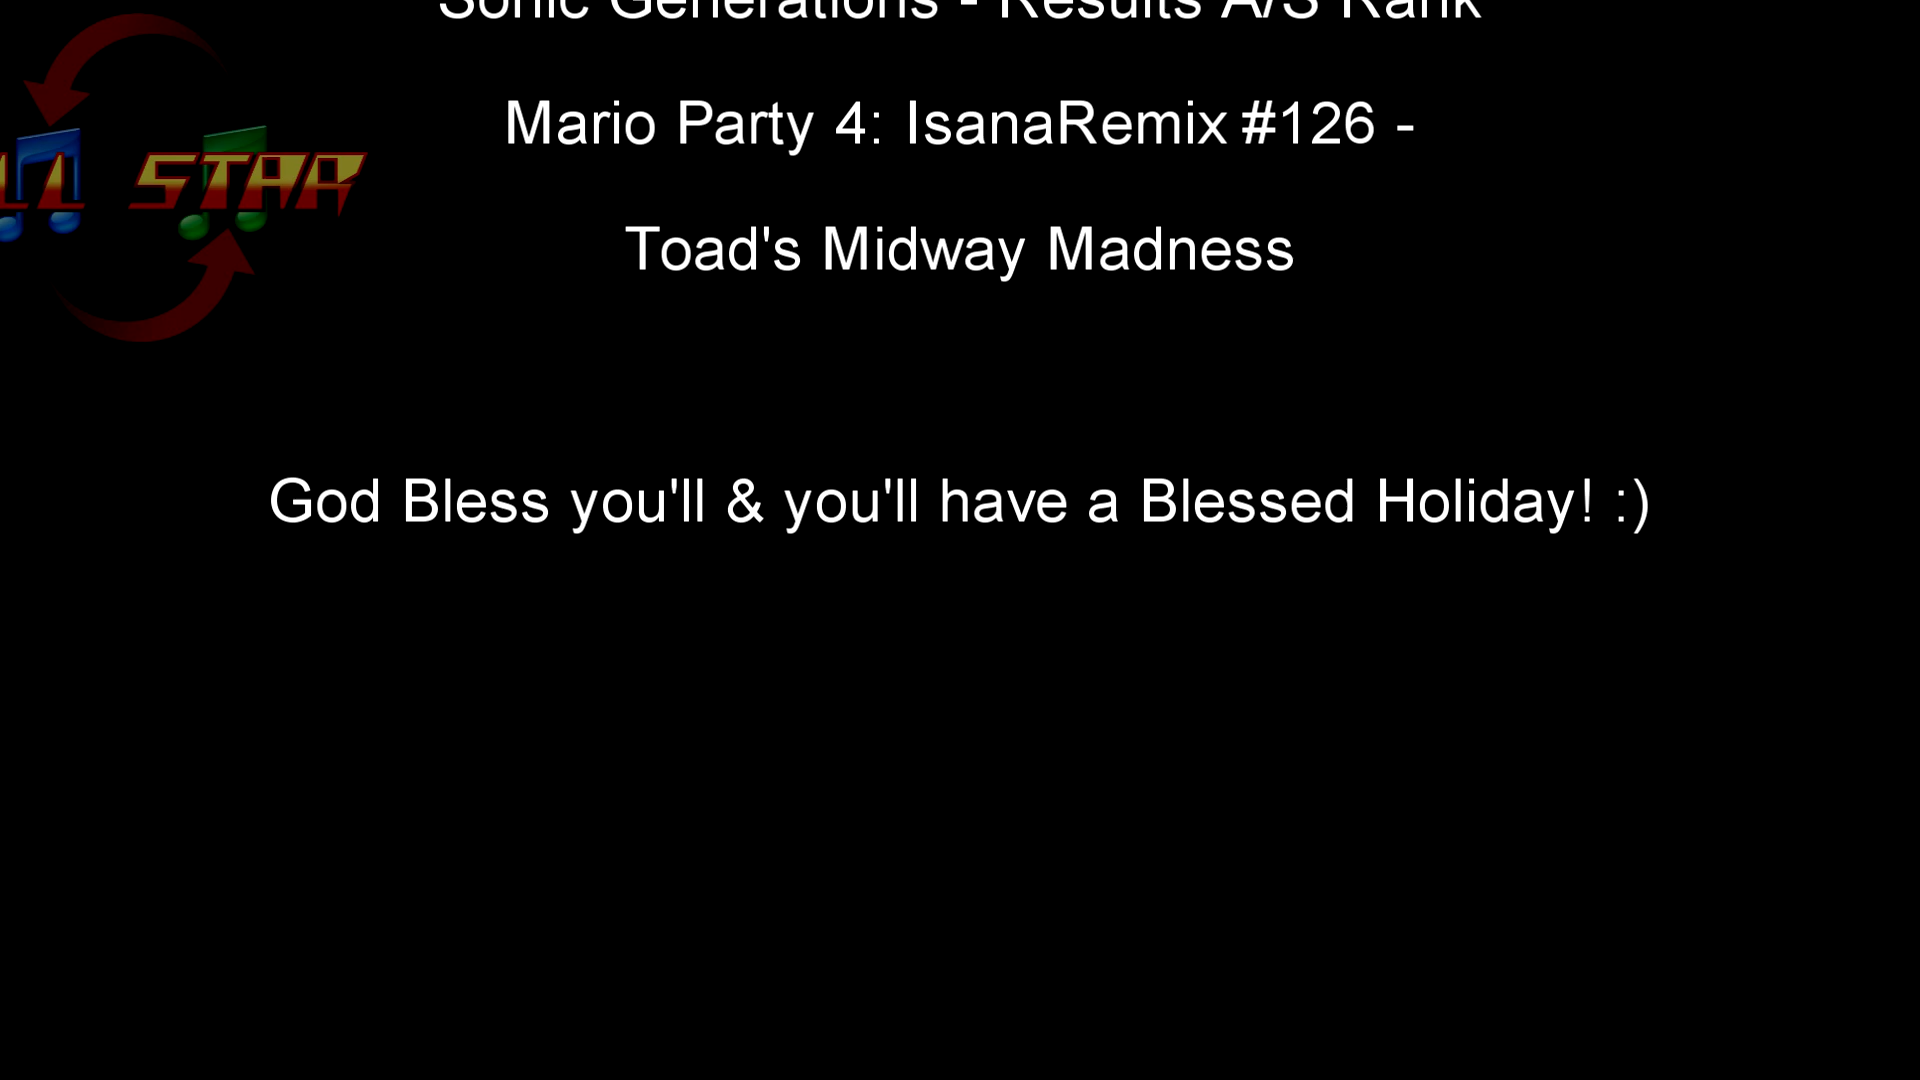 Sonic Generations - Results A/S Rank
Mario Party 4: IsanaRemix #126 -
LL STAR
Toad's Midway Madness
God Bless you'll & you'll have a Blessed Holiday! :)